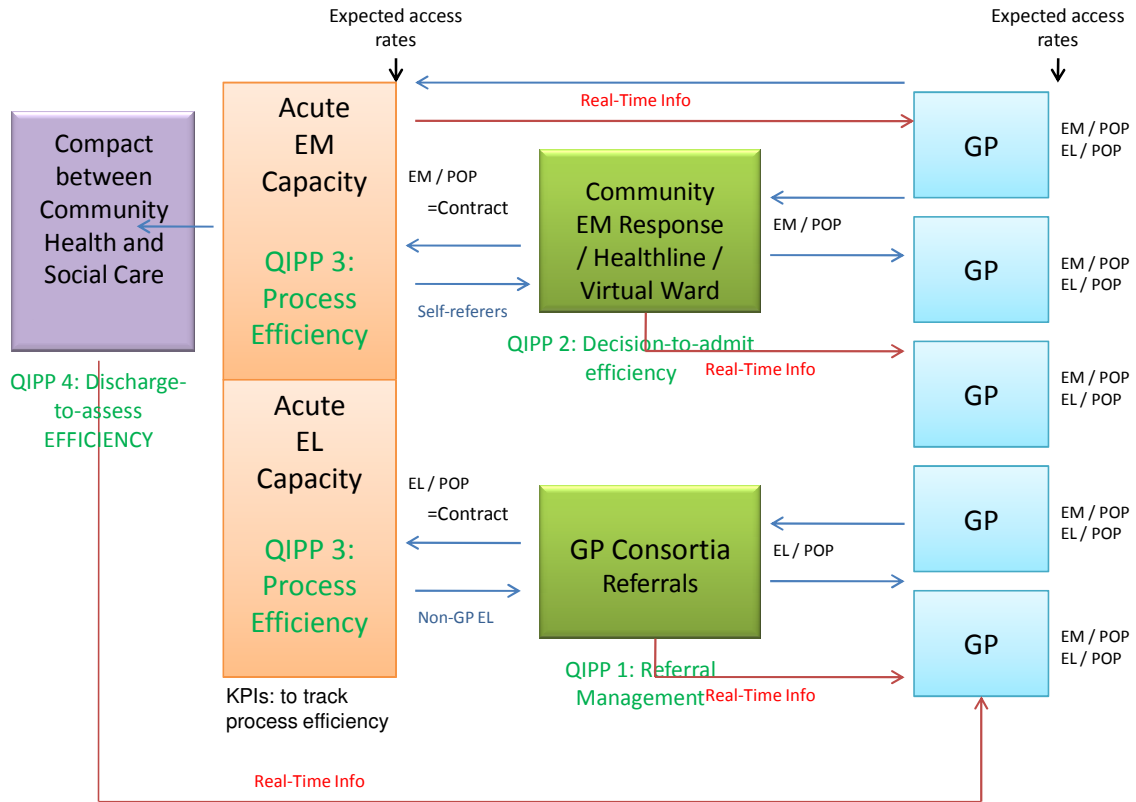 Expected access
rates
Expected access
rates
Compact
between
Community
Health and
Social Care
QIPP 4: Discharge-
to-assess
EFFICIENCY
Acute
EM
Capacity
QIPP 3:
Process
Efficiency
Acute
EL
Capacity
QIPP 3:
Process
Efficiency
KPIs: to track
process efficiency
Real-Time Info
EM / POP
=Contract
Self-referers
Community
EM Response
/ Healthline /
Virtual Ward
QIPP 2: Decision-to-admit
efficiency
Real-Time Info
EM / POP
EL / POP
=Contract
Non-GP EL
GP Consortia
Referrals
QIPP 1: Referral
Management
Real-Time Info
EL / POP
GP
EM / POP
EL / POP
GP
EM / POP
EL / POP
GP
EM / POP
EL / POP
GP
EM / POP
EL / POP
GP
EM / POP
EL / POP
Real-Time Info